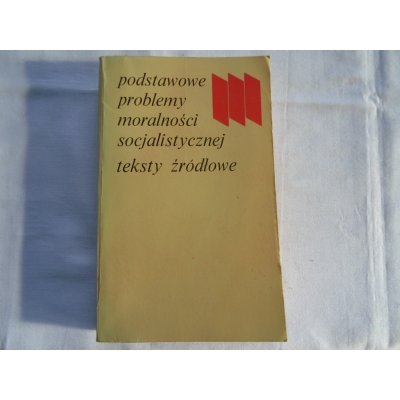 podstawowe
problemy
moralności
socjalistycznej
teksty źródłowe